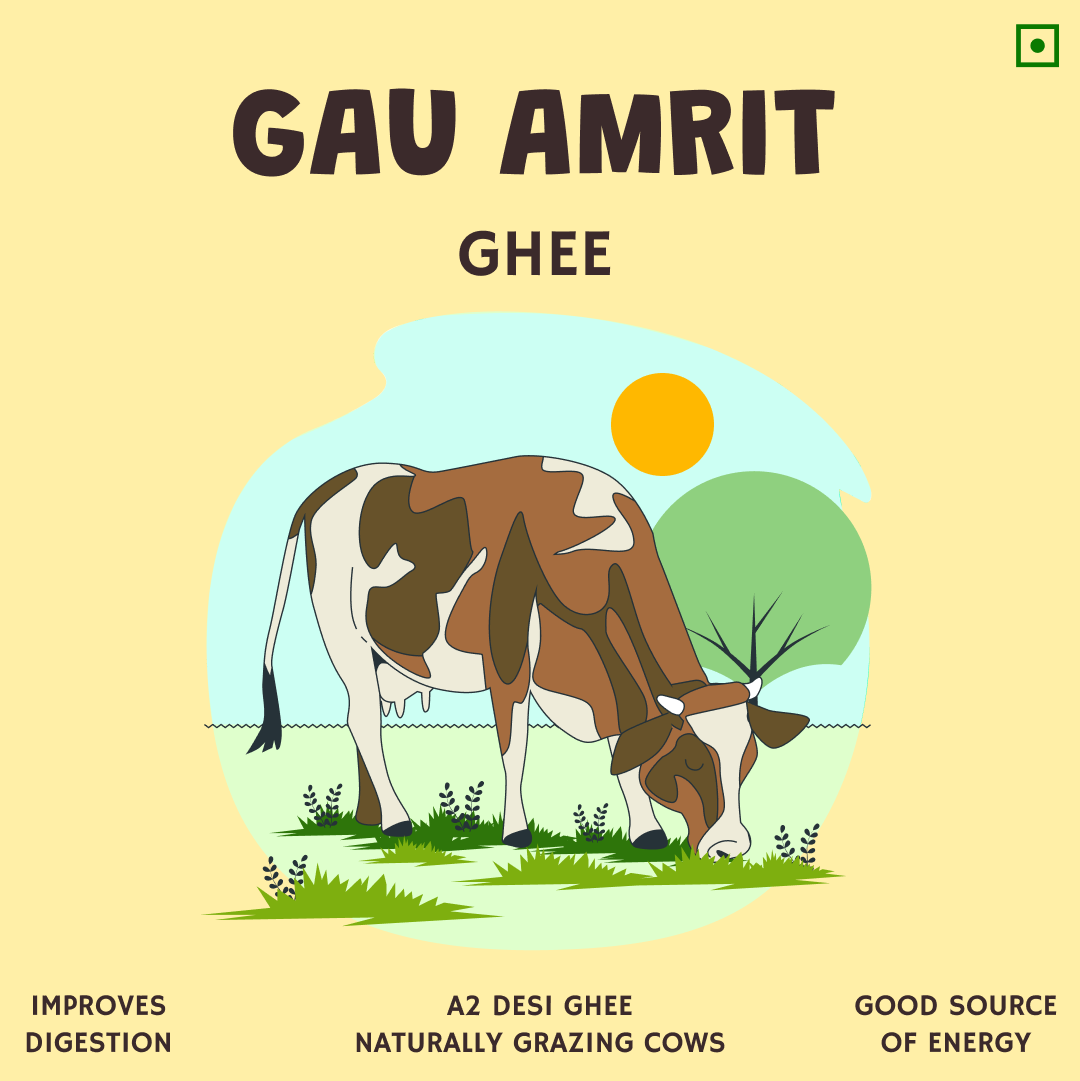 GAU AMRIT
GHEE
IMPROVES
DIGESTION
A2 DESI GHEE
NATURALLY GRAZING COWS
GOOD SOURCE
OF ENERGY